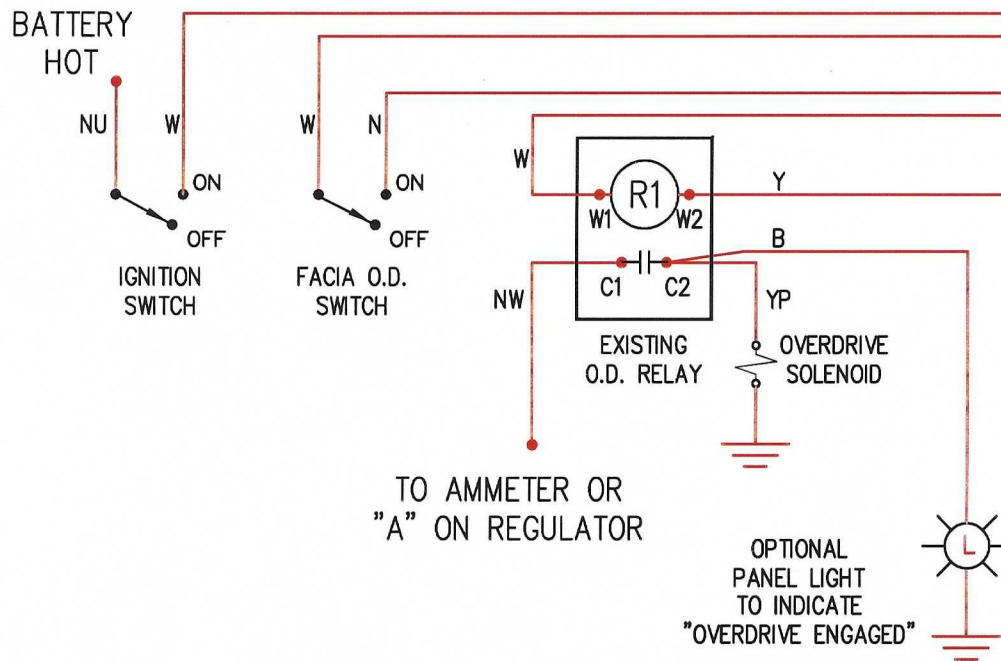 BATTERY
HOT
NU
W
ON
OFF
IGNITION
SWITCH
W
N
ON
OFF
FACIA O.D.
SWITCH
W
R1
W1
W2
Y
B
C1
C2
NW
YP
EXISTING
O.D. RELAY
OVERDRIVE
SOLENOID
TO AMMETER OR
"A" ON REGULATOR
L
OPTIONAL
PANEL LIGHT
TO INDICATE
"OVERDRIVE ENGAGED"